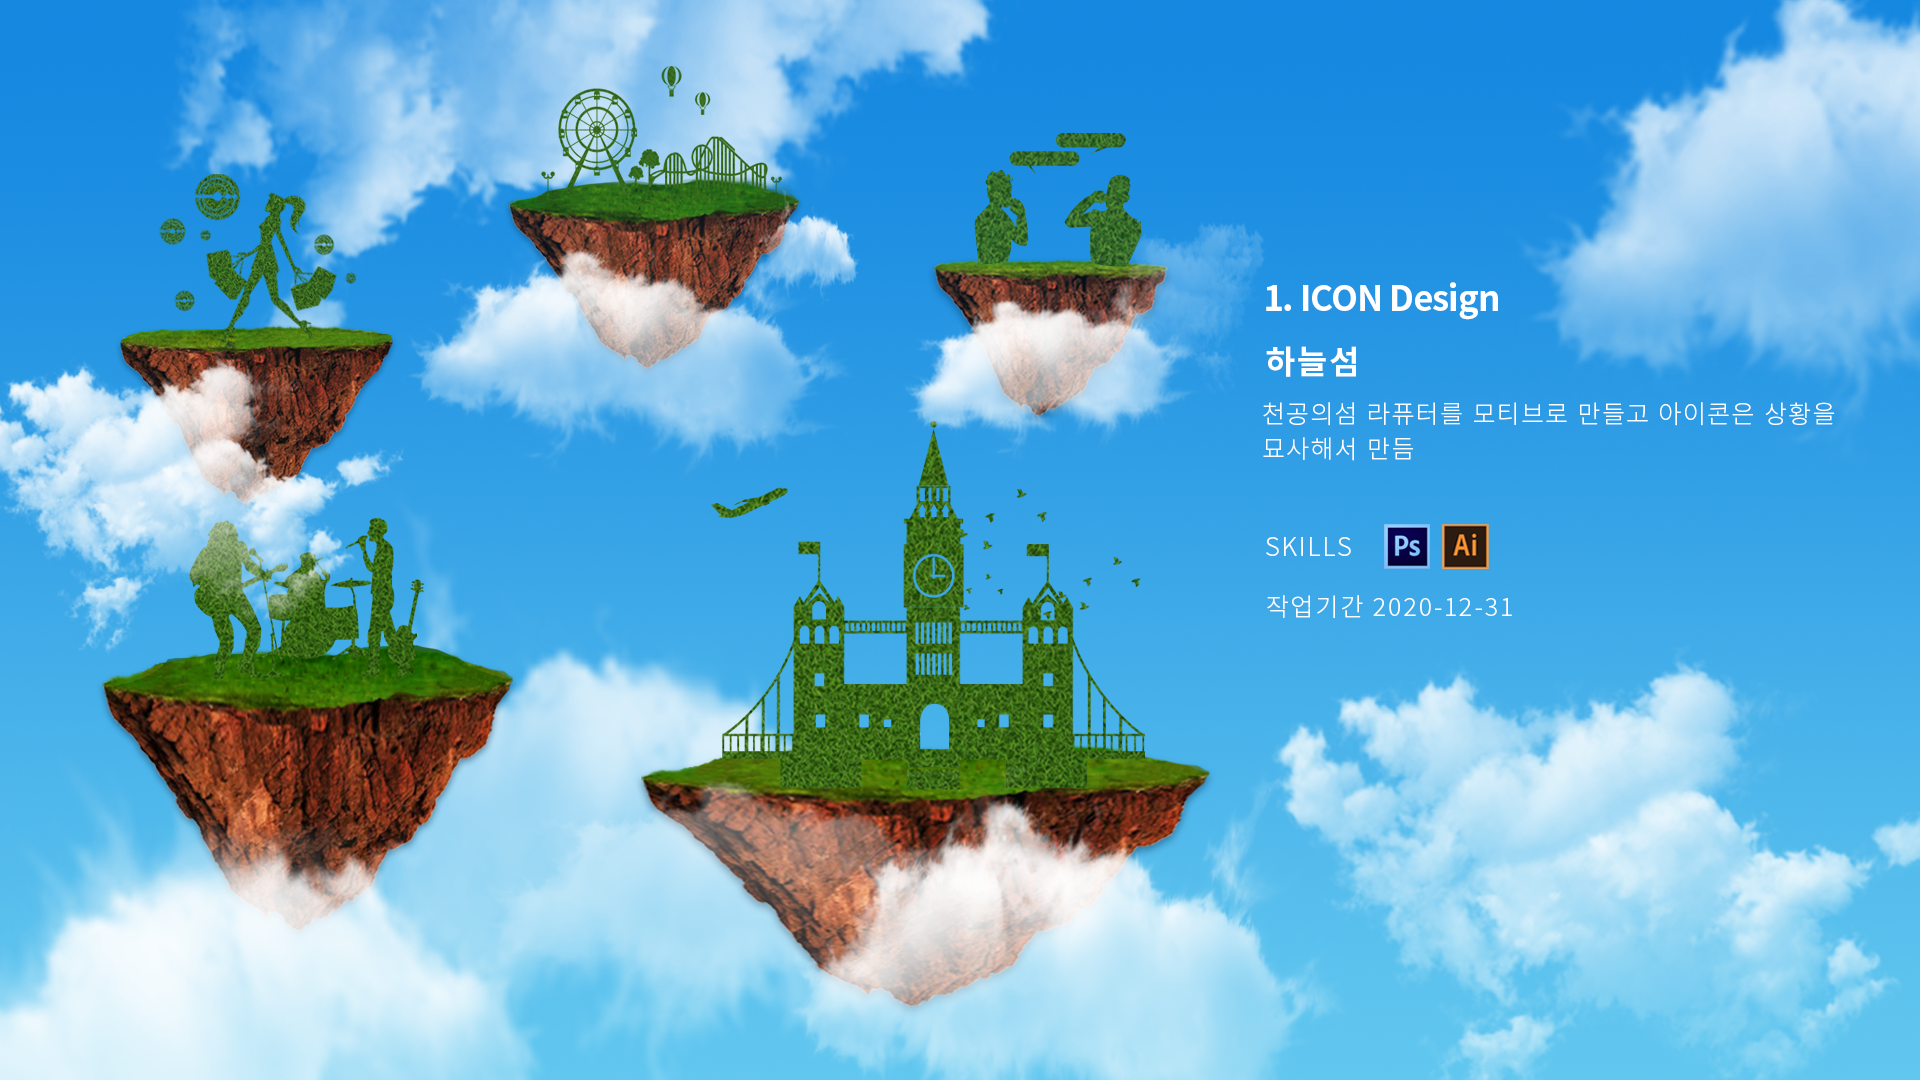 1. ICON Design
하늘섬
천공의섬 라퓨터를 모티브로 만들고 아이콘은 상황을
묘사해서 만듬
SKILLS Ps Ai
작업기간 2020-12-31